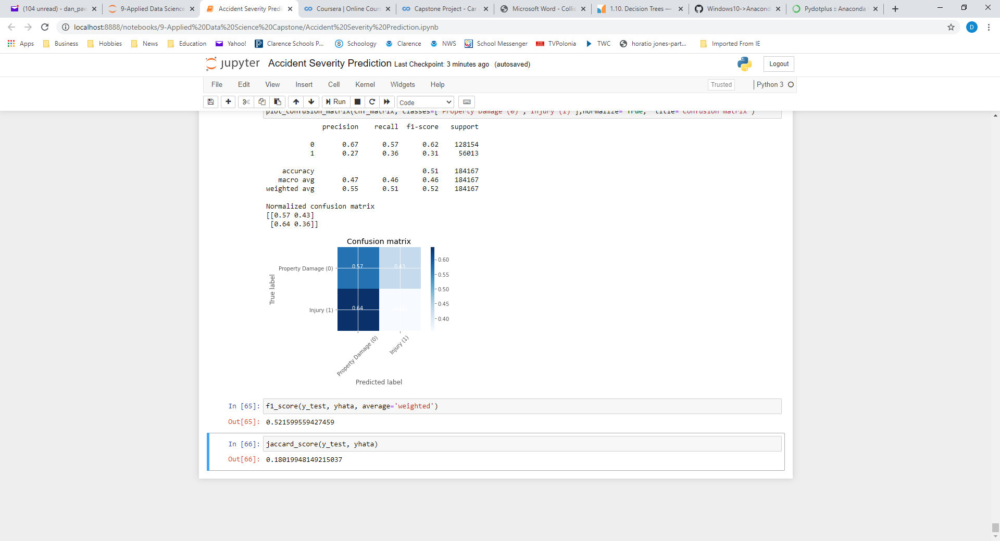 (104 unread) - dan_paw
9-Applied Data Science
Accident Severity Predi
Coursera | Online Cour
Capstone Project - Car
Microsoft Word - Collis
1.10. Decision Trees —
Windows10->Anacond
Pydotplus :: Anaconda
localhost:8888/notebooks/9-Applied%20Data%20Science%20Capstone/Accident%20Severity%20Prediction.ipynb
D
Apps Business Hobbies News Education Yahoo! Clarence Schools P... Schoology Clarence NWS School Messenger TVPolonia TWC horatio jones-part... Imported From IE
jupyter Accident Severity Prediction Last Checkpoint: 3 minutes ago (autosaved) Logout
File Edit View Insert Cell Kernel Widgets Help Trusted Python 3
Run Code
plot_confusion_matrix(cnf_matrix, classes=['Property Damage (0)','Injury (1)'],normalize= True, title='Confusion matrix')
precision recall f1-score support
0 0.67 0.57 0.62 128154
1 0.27 0.36 0.31 56013
accuracy 0.51 184167
macro avg 0.47 0.46 0.46 184167
weighted avg 0.55 0.51 0.52 184167
Normalized confusion matrix
[[0.57 0.43]
[0.64 0.36]]
Confusion matrix
True label
Property Damage (0)
Injury (1)
0.57 0.43
0.64
0.60
0.55
0.50
0.45
0.40
Property Damage (0)
Injury (1)
Predicted label
In [65]: f1_score(y_test, yhata, average='weighted')
Out[65]: 0.521599559427459
In [66]: jaccard_score(y_test, yhata)
Out[66]: 0.18019948149215037